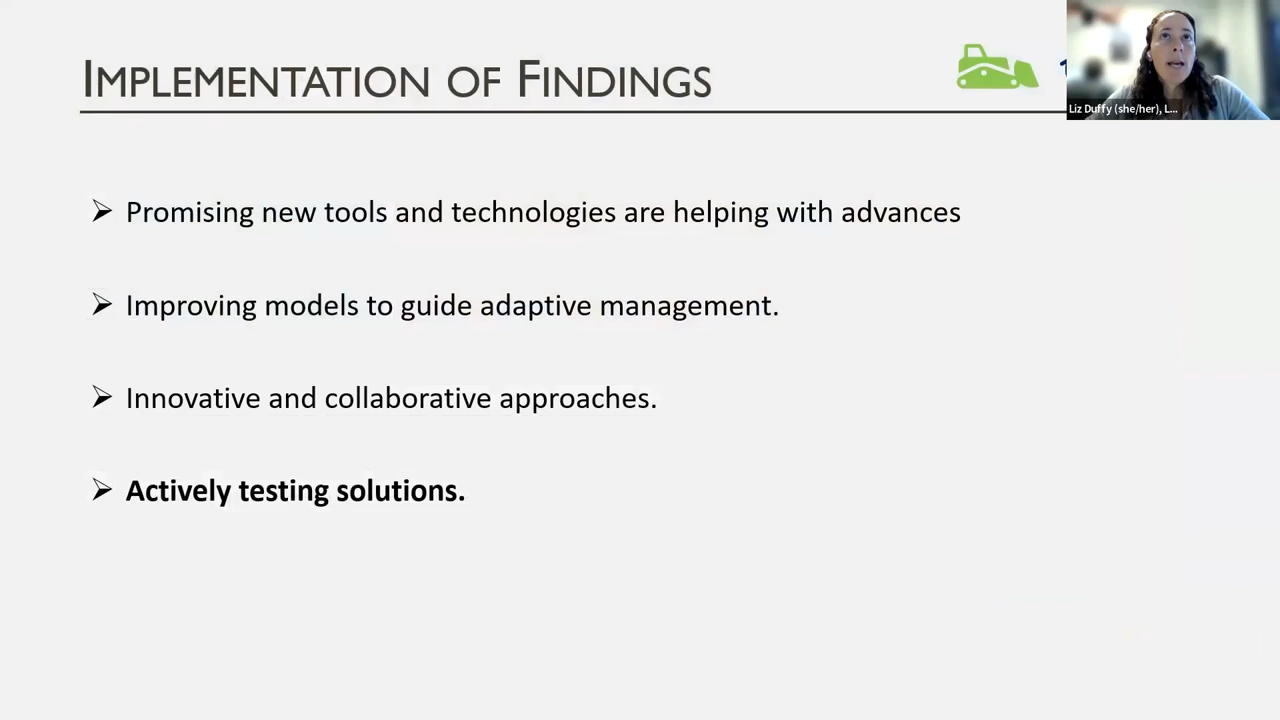 IMPLEMENTATION OF FINDINGS
Liz Duffy (she/her), L...
➢ Promising new tools and technologies are helping with advances
➢ Improving models to guide adaptive management.
➢ Innovative and collaborative approaches.
➢ Actively testing solutions.